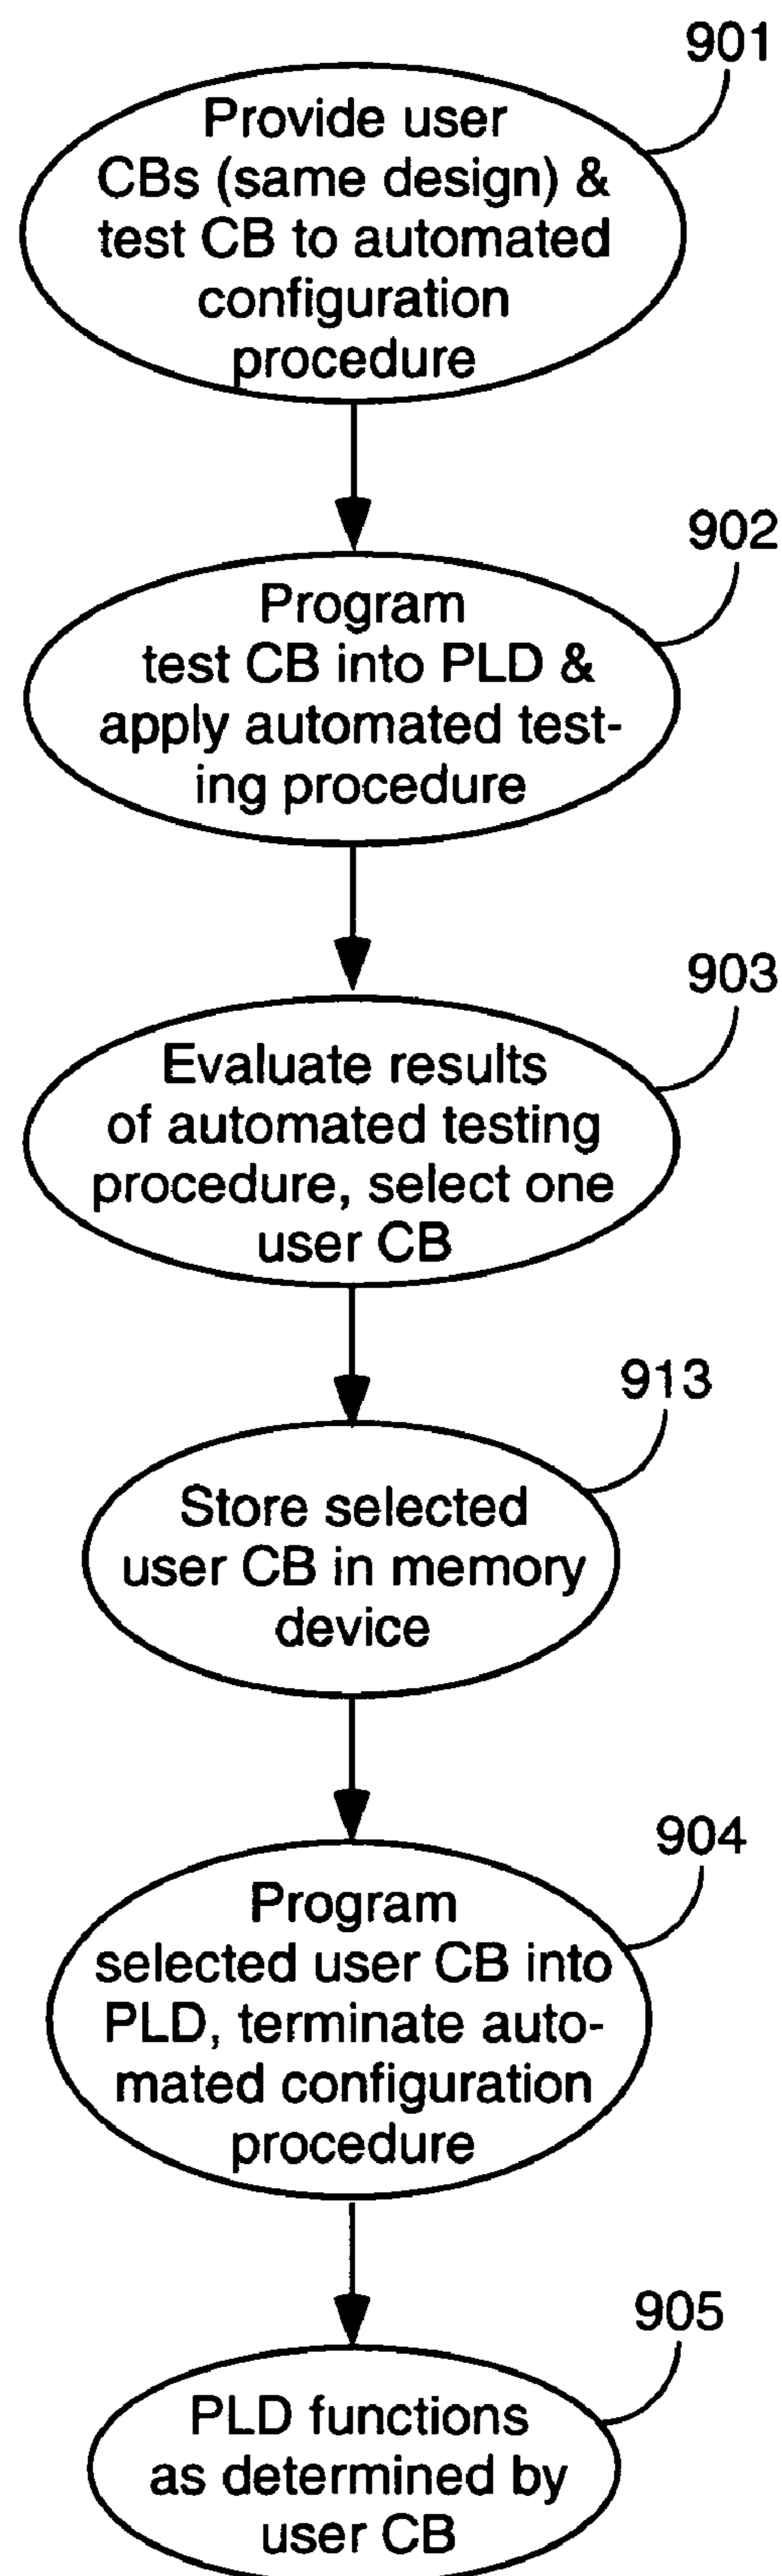 901
Provide user
CBs (same design) &
test CB to automated
configuration
procedure
902
Program
test CB into PLD &
apply automated test-
ing procedure
903
Evaluate results
of automated testing
procedure, select one
user CB
913
Store selected
user CB in memory
device
904
Program
selected user CB into
PLD, terminate auto-
mated configuration
procedure
905
PLD functions
as determined by
user CB